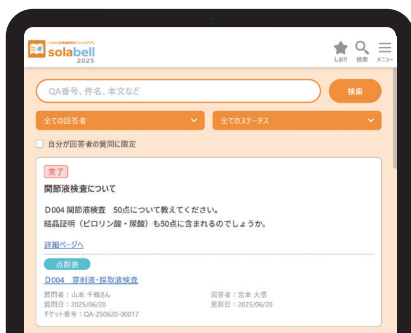 solabell
2025
しおり 検索 メニュー
QA番号、件名、本文など
検索
全ての回答者 全てのステータス
自分が回答者の質問に限定
完了
関節液検査について
D004 関節液検査 50点について教えてください。
結晶証明（ピロリン酸・尿酸）も50点に含まれるのでしょうか。
詳細ページへ
点数表
D004 穿刺液・採取液検査
質問者：山本 千鶴さん 回答者：宮本 大悟
質問日：2025/06/20 更新日：2025/06/20
チケット番号：QA-250620-00017